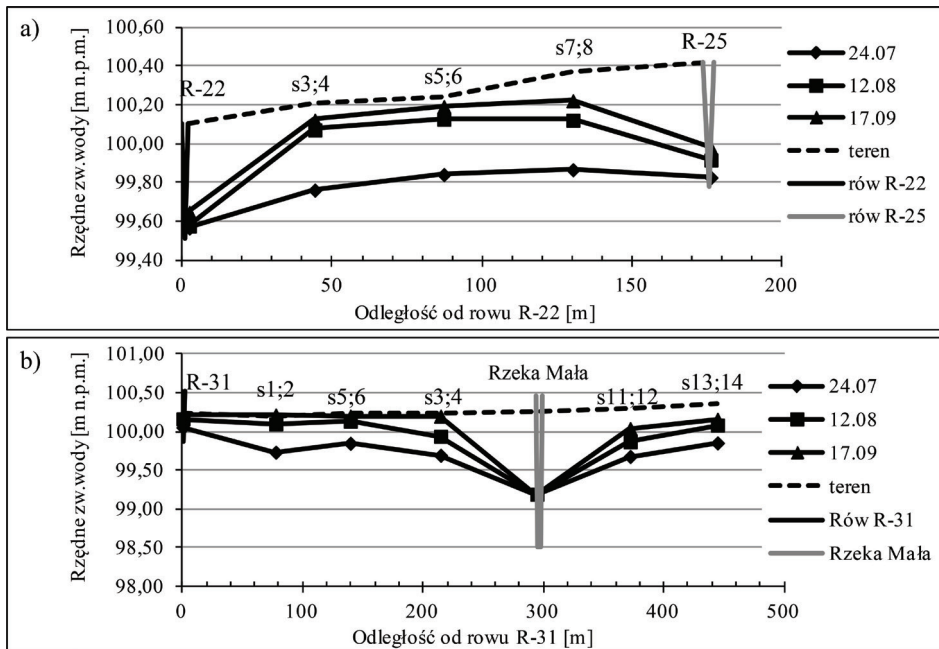 a)
Rzędne zw.wody [m n.p.m.]
100,60
100,40
100,20
100,00
99,80
99,60
99,40
R-22
s3;4
s5;6
s7;8
R-25
0
50
100
150
200
Odległość od rowu R-22 [m]
24.07
12.08
17.09
teren
rów R-22
rów R-25
b)
Rzędne zw.wody [m n.p.m.]
101,00
100,50
100,00
99,50
99,00
98,50
98,00
R-31
s1;2
s5;6
s3;4
Rzeka Mała
s11;12
s13;14
0
100
200
300
400
500
Odległość od rowu R-31 [m]
24.07
12.08
17.09
teren
Rów R-31
Rzeka Mała